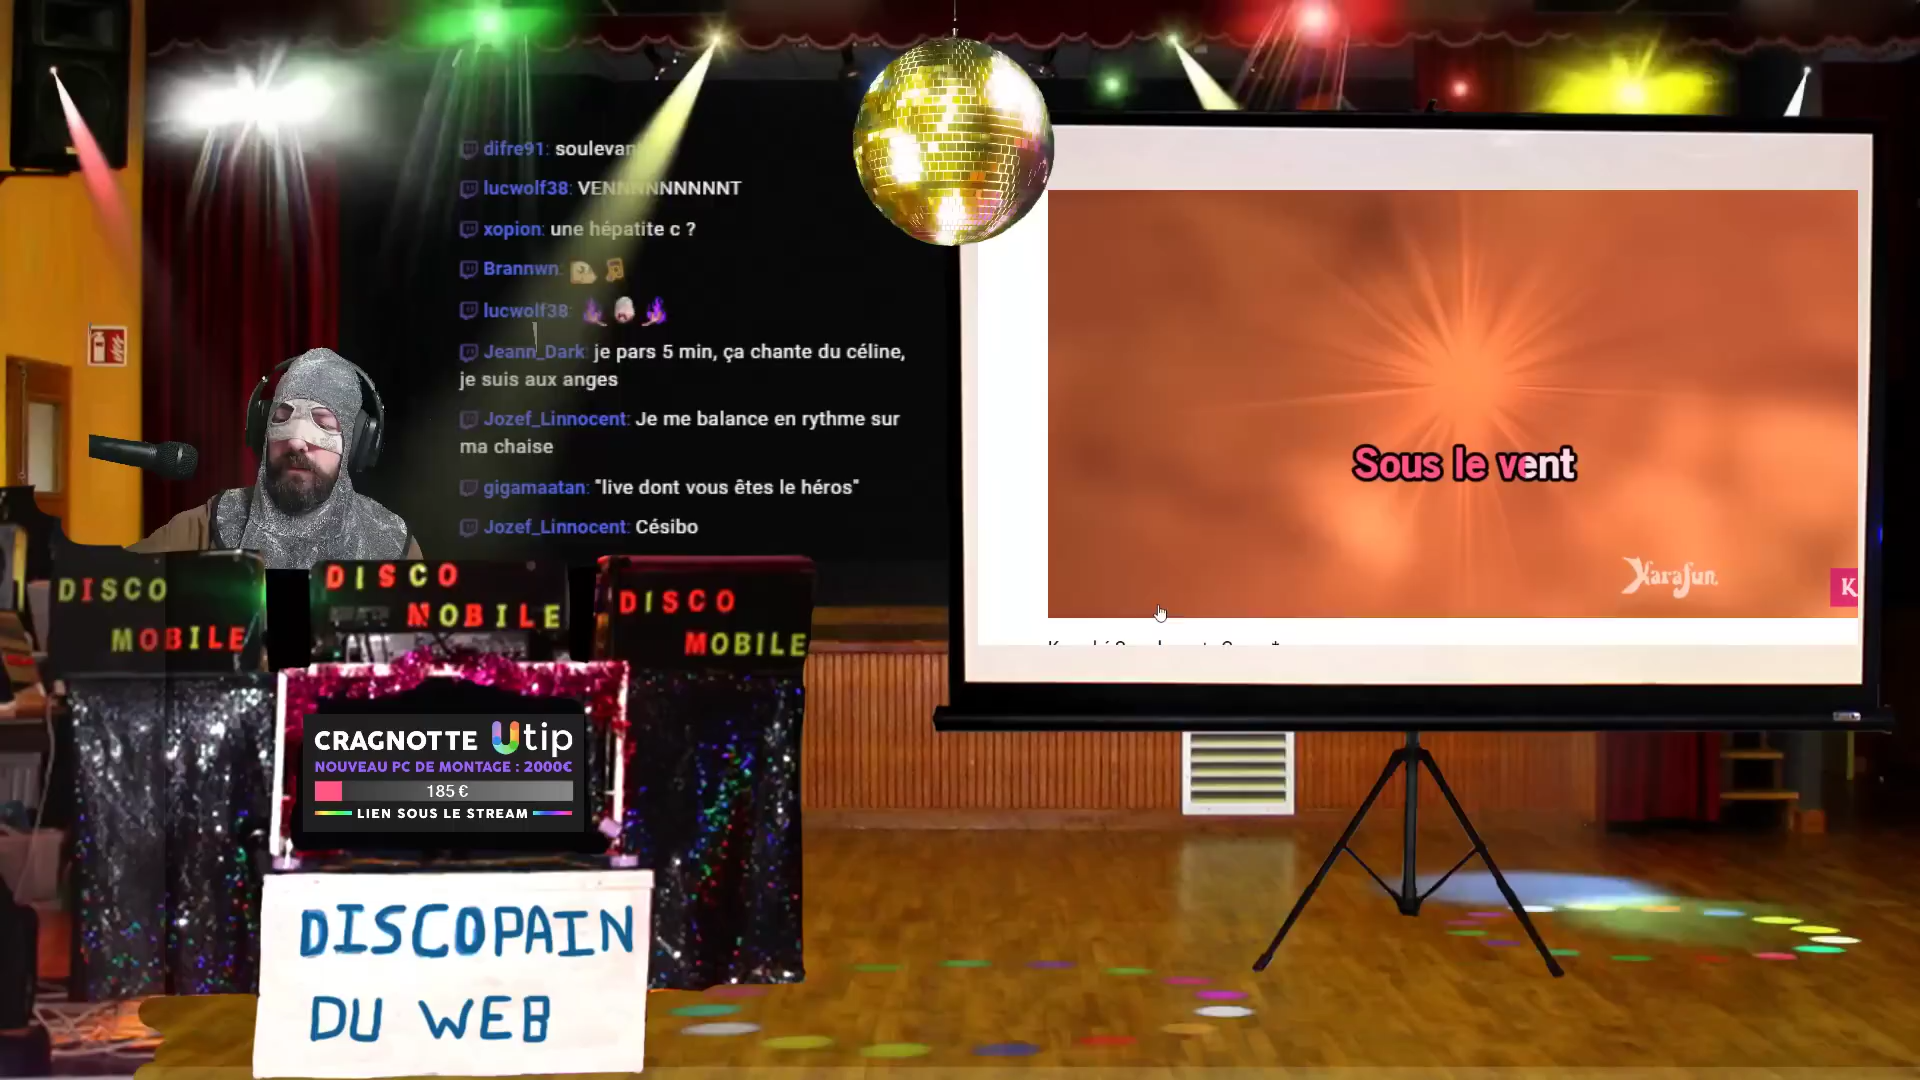 difre91: soulevan
lucwolf38: VENNNNNNNNNT
xopion: une hépatite c ?
Brannwn:
lucwolf38:
Jeann_Dark: je pars 5 min, ça chante du céline,
je suis aux anges
Jozef_Linnocent: Je me balance en rythme sur
ma chaise
gigamaatan: "live dont vous êtes le héros"
Jozef_Linnocent: Césibo
Sous le vent
Karafun
K
DISCO
MOBILE
DISCO
MOBILE
DISCO
MOBILE
CRAGNOTTE Utip
NOUVEAU PC DE MONTAGE : 2000€
185 €
LIEN SOUS LE STREAM
DISCOPAIN
DU WEB